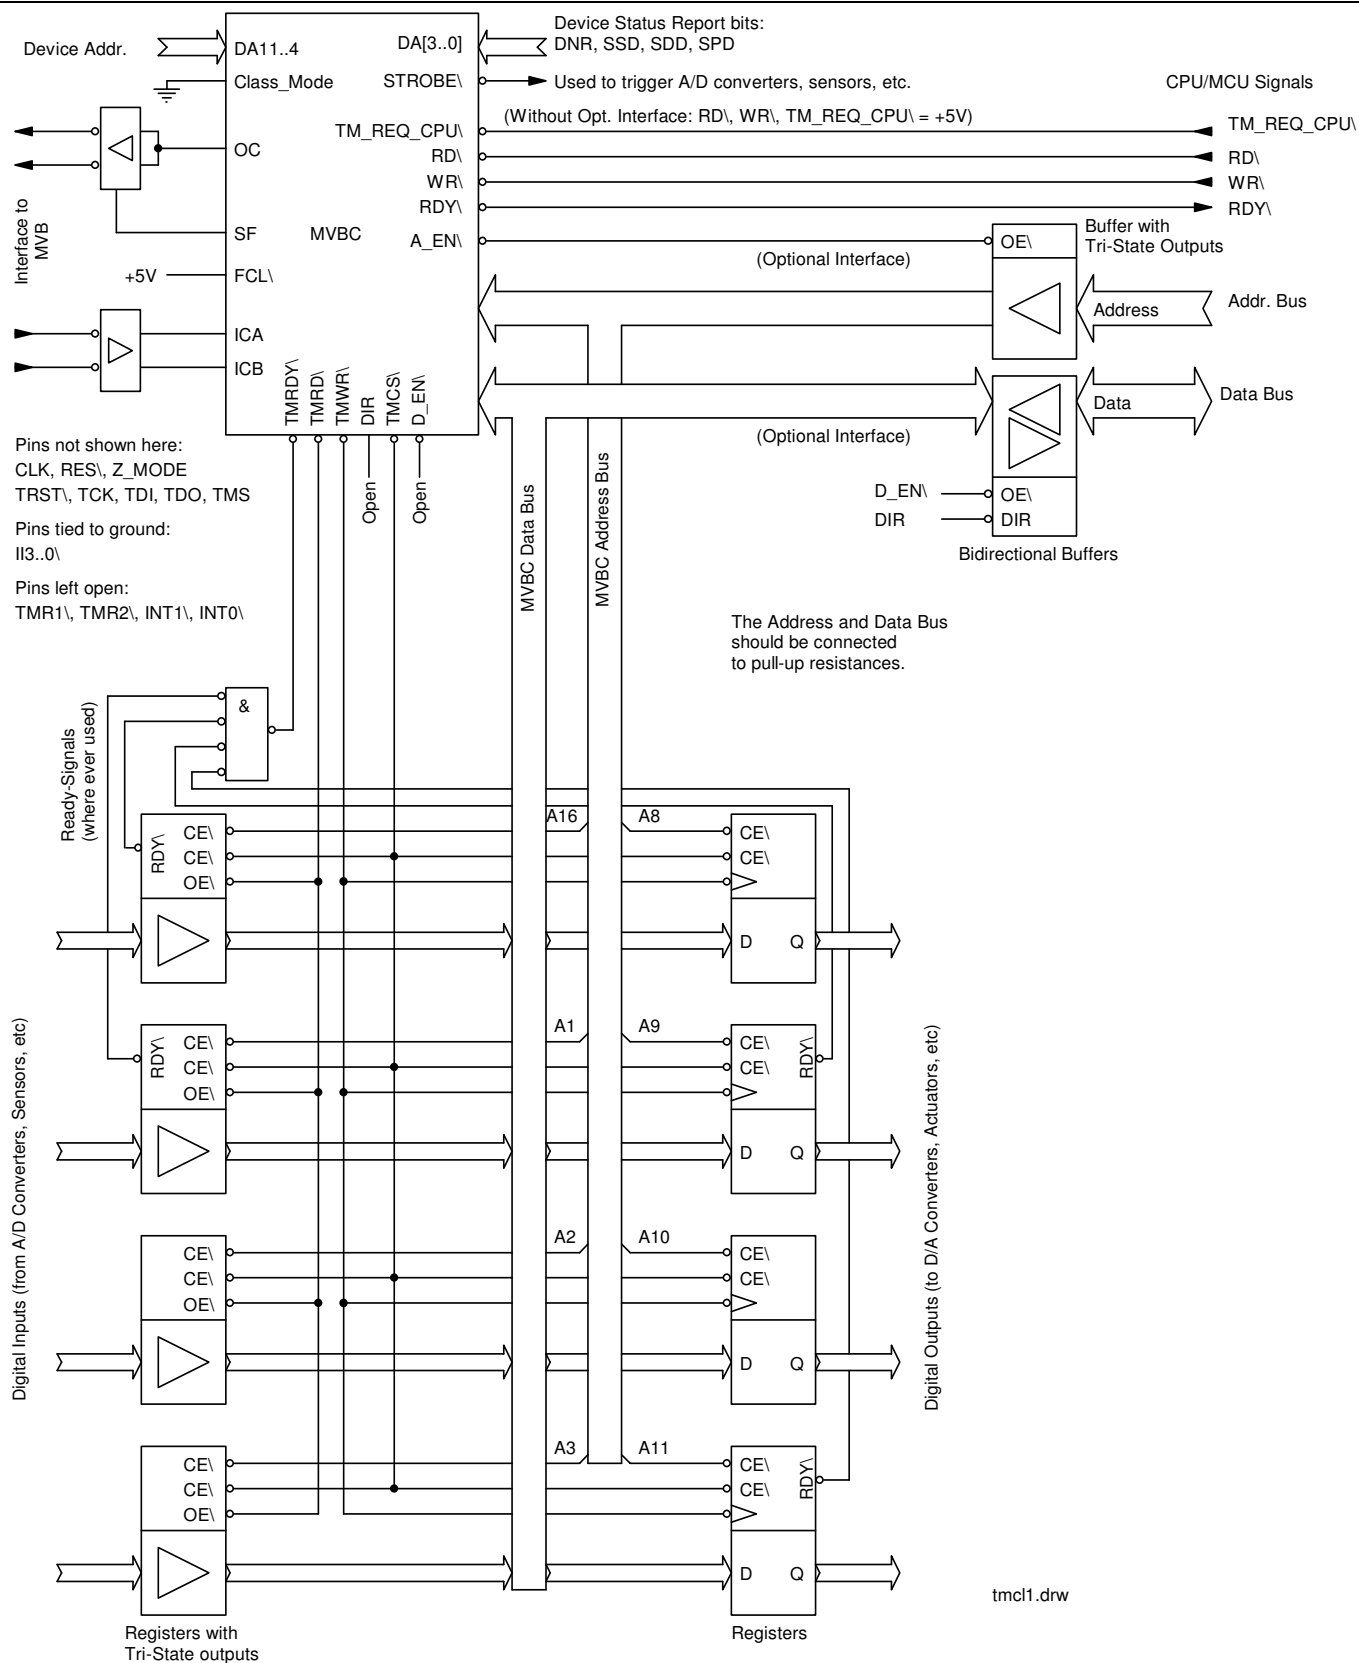 Device Addr.
DA11..4
DA[3..0]
Device Status Report bits:
DNR, SSD, SDD, SPD
Class_Mode
STROBE\
Used to trigger A/D converters, sensors, etc.
CPU/MCU Signals
(Without Opt. Interface: RD\, WR\, TM_REQ_CPU\ = +5V)
TM_REQ_CPU\
TM_REQ_CPU\
OC
RD\
RD\
WR\
WR\
RDY\
RDY\
Interface to
MVB
SF
MVBC
A_EN\
OE\
Buffer with
Tri-State Outputs
(Optional Interface)
+5V
FCL\
Address
Addr. Bus
ICA
ICB
TMRDY\
TMRD\
TMWR\
DIR
TMCS\
D_EN\
Data
Data Bus
(Optional Interface)
Pins not shown here:
CLK, RES\, Z_MODE
TRST\, TCK, TDI, TDO, TMS
Pins tied to ground:
II3..0\
Pins left open:
TMR1\, TMR2\, INT1\, INT0\
Open
Open
MVBC Data Bus
MVBC Address Bus
D_EN\
OE\
DIR
DIR
Bidirectional Buffers
The Address and Data Bus
should be connected
to pull-up resistances.
&
Ready-Signals
(where ever used)
RDY\
CE\
CE\
OE\
A16
A8
CE\
CE\
D
Q
RDY\
CE\
CE\
OE\
A1
A9
CE\
CE\
RDY\
D
Q
Digital Inputs (from A/D Converters, Sensors, etc)
Digital Outputs (to D/A Converters, Actuators, etc)
CE\
CE\
OE\
A2
A10
CE\
CE\
D
Q
CE\
CE\
OE\
A3
A11
CE\
CE\
RDY\
D
Q
tmcl1.drw
Registers with
Tri-State outputs
Registers